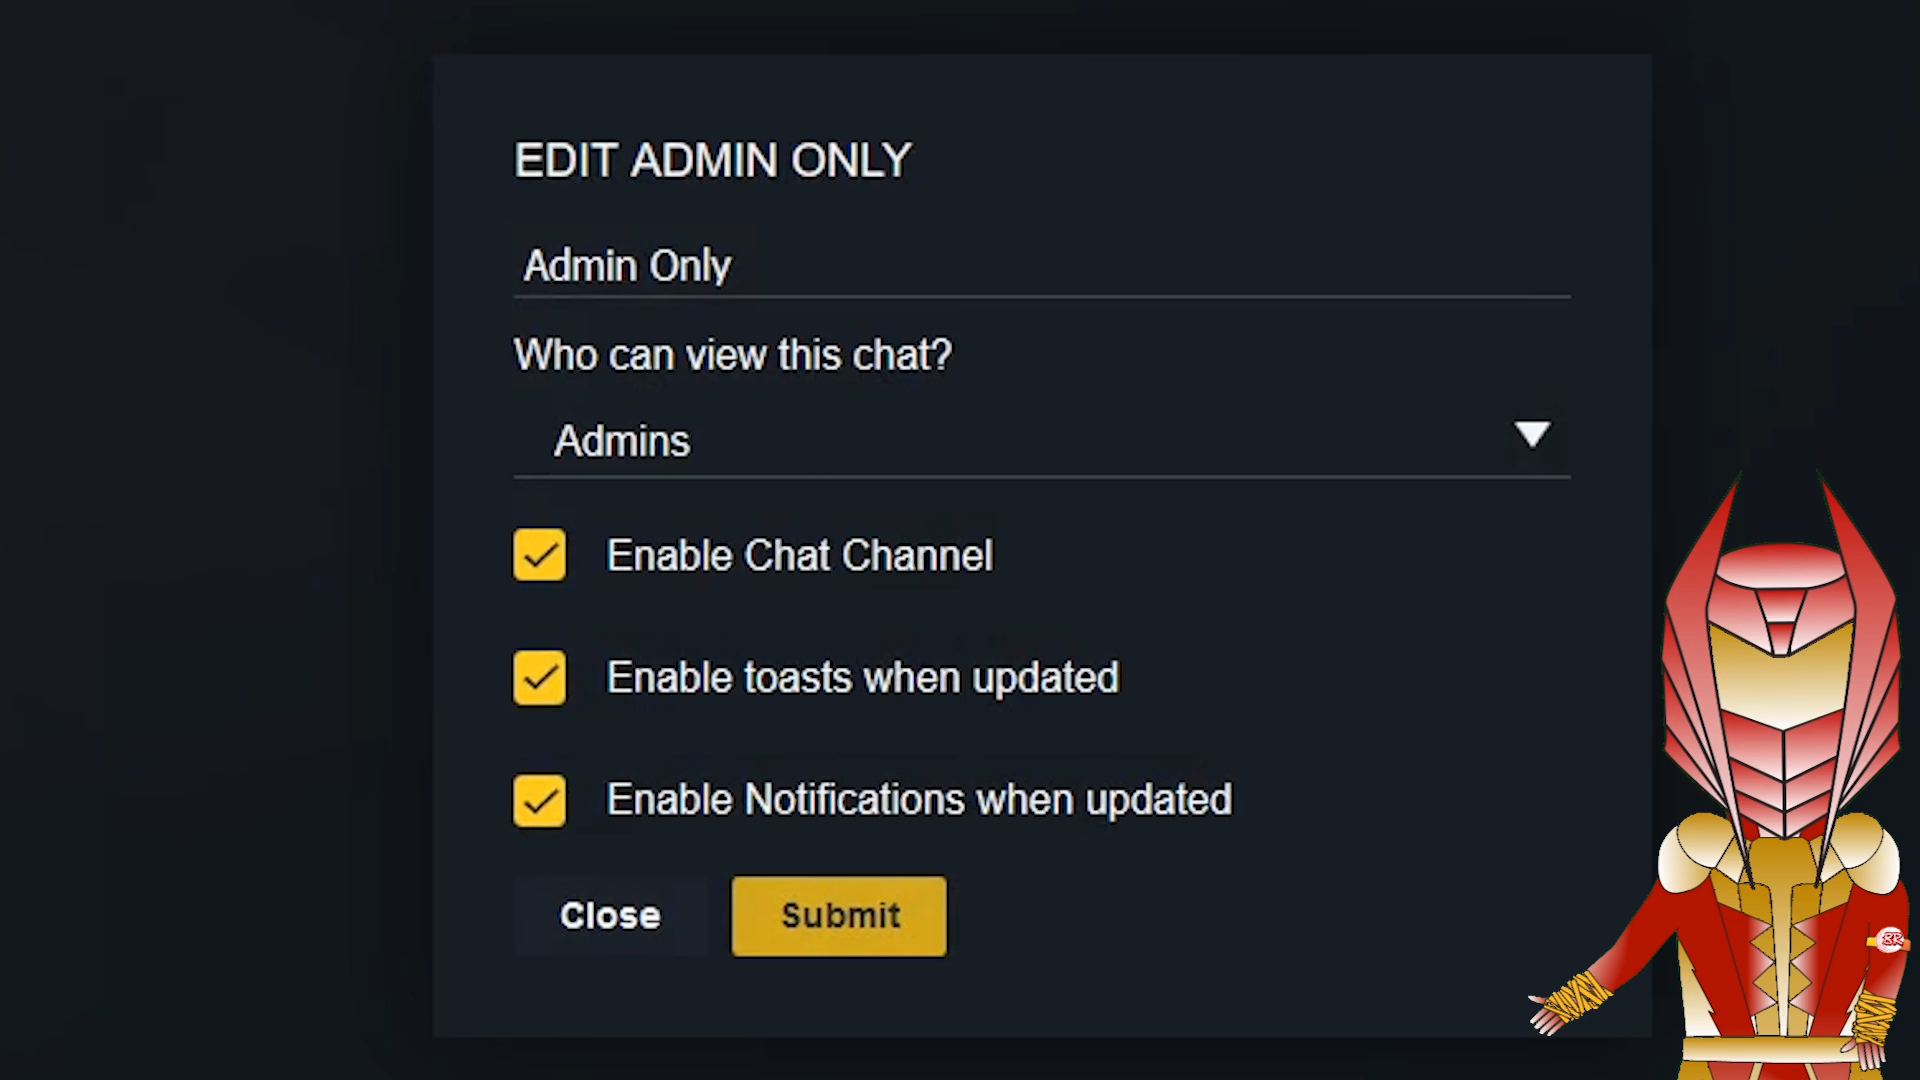 EDIT ADMIN ONLY
Admin Only
Who can view this chat?
Admins
Enable Chat Channel
Enable toasts when updated
Enable Notifications when updated
Close
Submit
BR